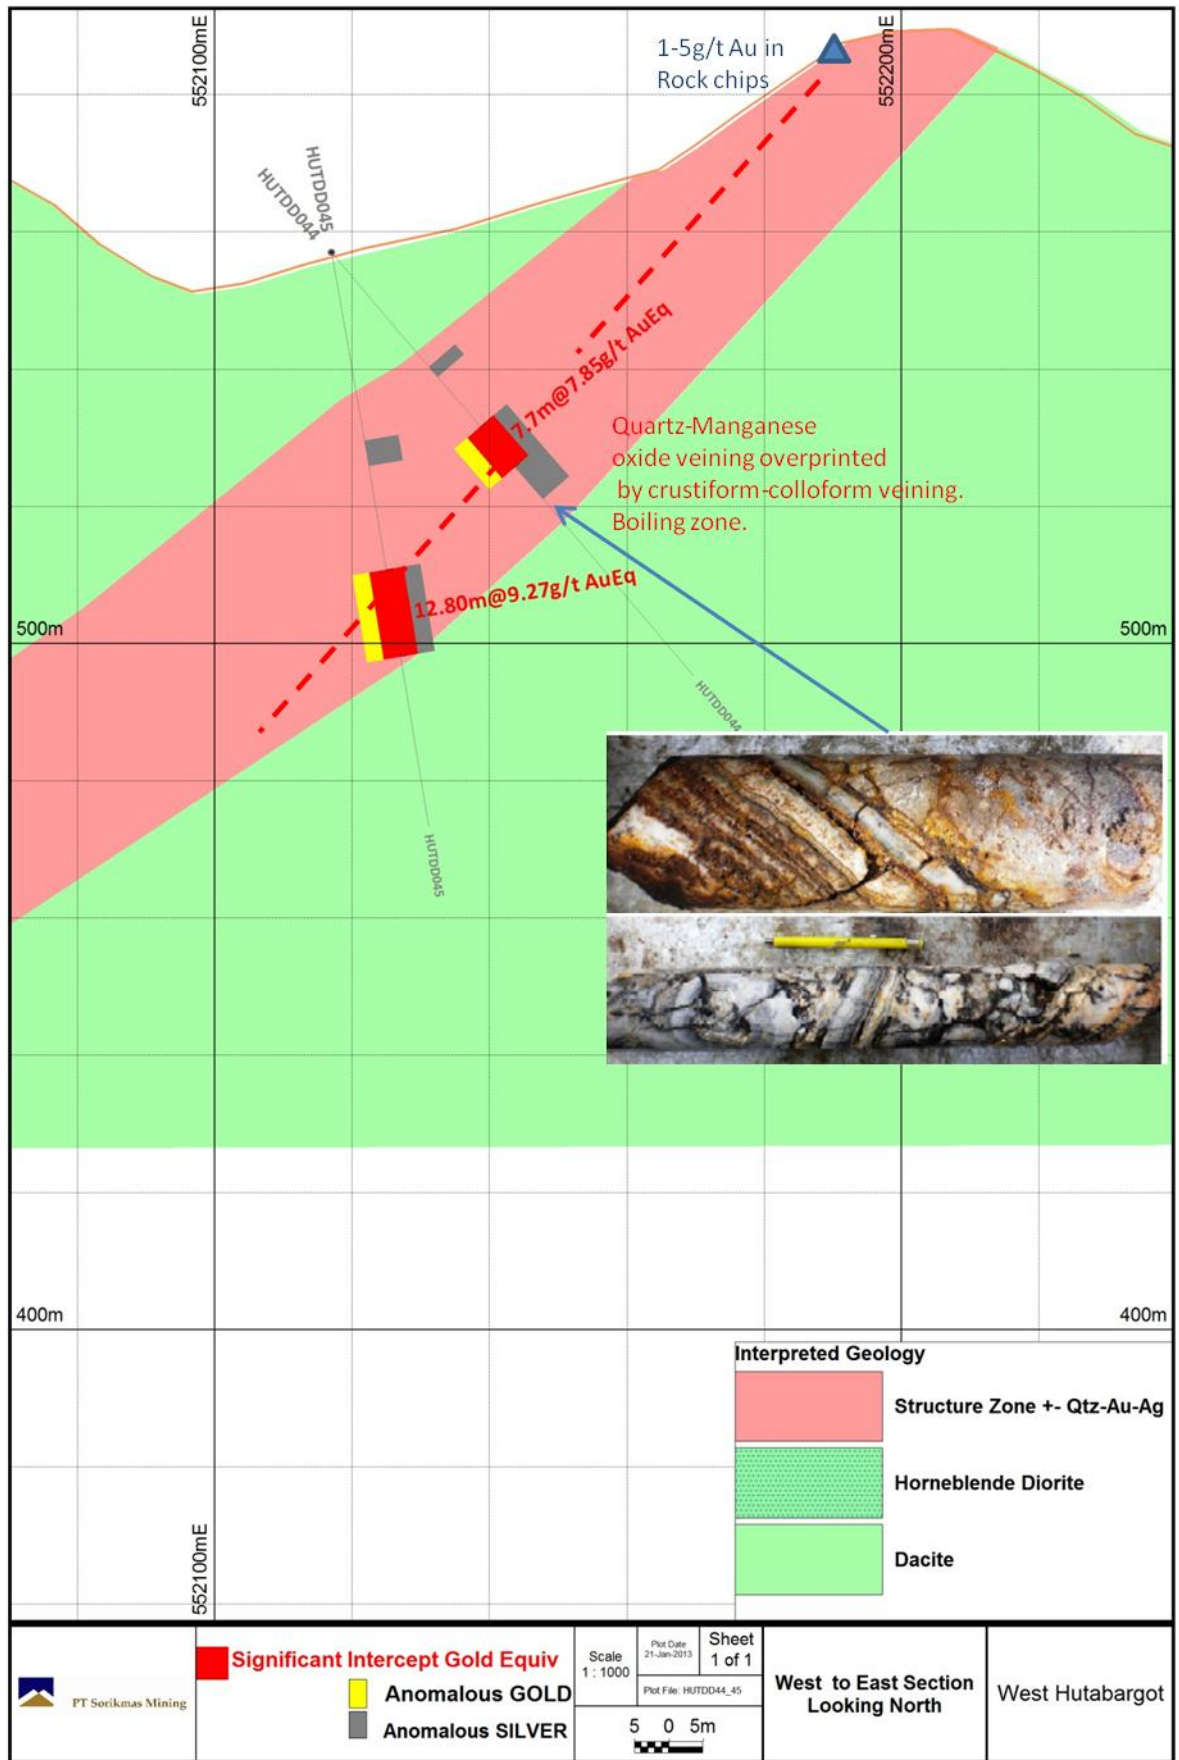 552100mE
1-5g/t Au in
Rock chips
552200mE
HUTDD045
HUTDD044
7.7m@7.85g/t AuEq
Quartz-Manganese
oxide veining overprinted
by crustiform-colloform veining.
Boiling zone.
12.80m@9.27g/t AuEq
500m
500m
HUTDD044
HUTDD045
400m
400m
Interpreted Geology
Structure Zone +- Qtz-Au-Ag
Horneblende Diorite
Dacite
552100mE
PT Sorikmas Mining
Significant Intercept Gold Equiv
Anomalous GOLD
Anomalous SILVER
Scale
1 : 1000
Plot Date
21-Jan-2013
Sheet
1 of 1
Plot File: HUTDD44_45
5 0 5m
West to East Section
Looking North
West Hutabargot